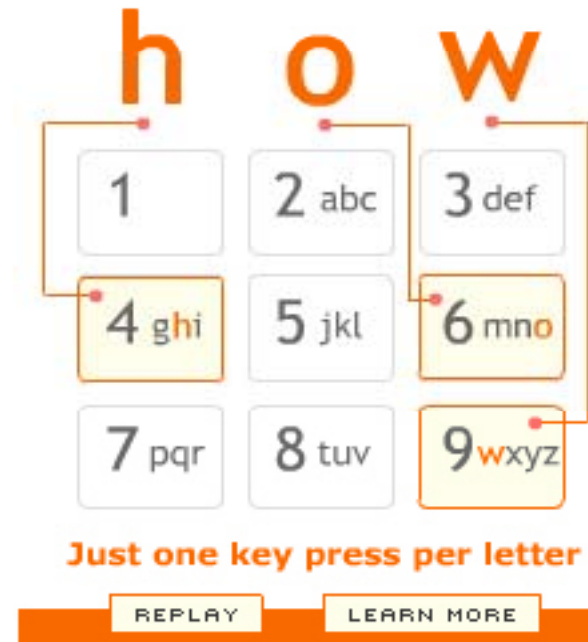 how
1 2 abc 3 def
4 ghi 5 jkl 6 mno
7 pqr 8 tuv 9 wxyz
Just one key press per letter
REPLAY LEARN MORE